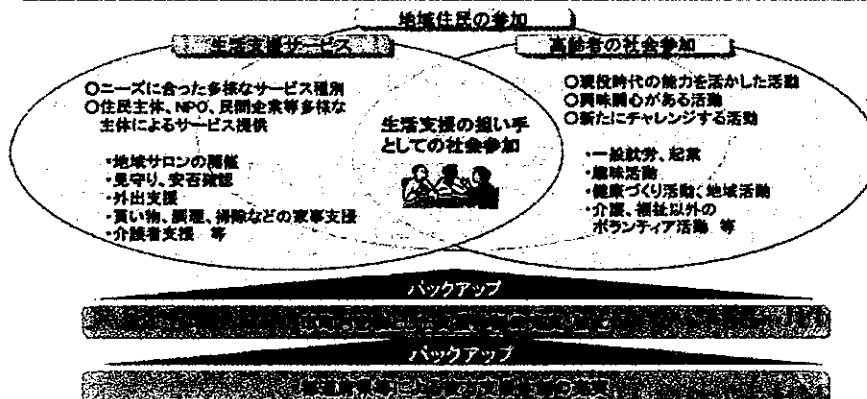 地域住民の参加
生活支援サービス
○ニーズに合った多様なサービス種別
○住民主体、NPO、民間企業等多様な
主体によるサービス提供
・地域サロンの開催
・見守り、安否確認
・外出支援
・買い物、調理、掃除などの家事支援
・介護者支援 等
生活支援の担い手
としての社会参加
高齢者の社会参加
○現役時代の能力を活かした活動
○興味関心がある活動
○新たにチャレンジする活動
・一般就労、起業
・趣味活動
・健康づくり活動、地域活動
・介護、福祉以外の
ボランティア活動 等
バックアップ
バックアップ